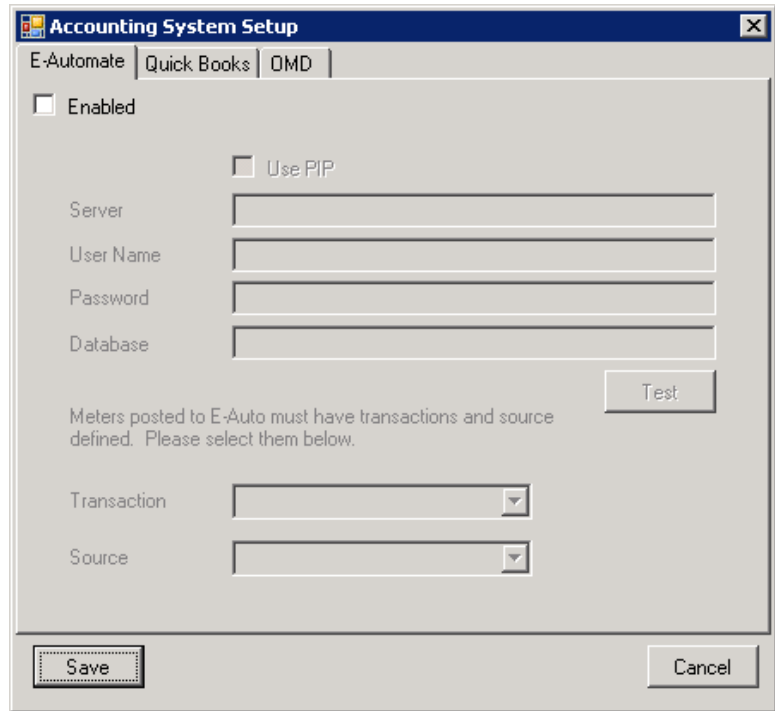 Accounting System Setup
E-Automate Quick Books OMD
Enabled
Use PIP
Server
User Name
Password
Database
Test
Meters posted to E-Auto must have transactions and source
defined. Please select them below.
Transaction
Source
Save Cancel